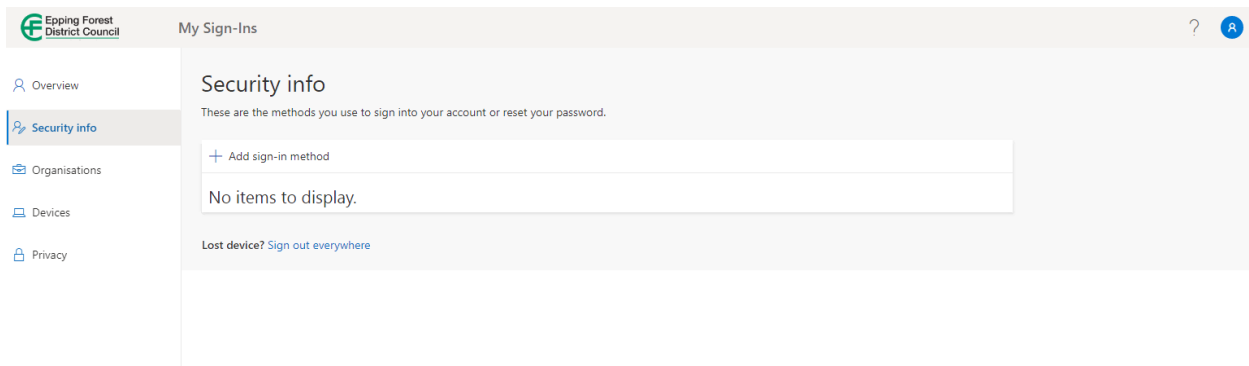 Epping Forest
District Council
My Sign-Ins
?
R
Overview
Security info
Organisations
Devices
Privacy
Security info
These are the methods you use to sign into your account or reset your password.
+ Add sign-in method
No items to display.
Lost device? Sign out everywhere